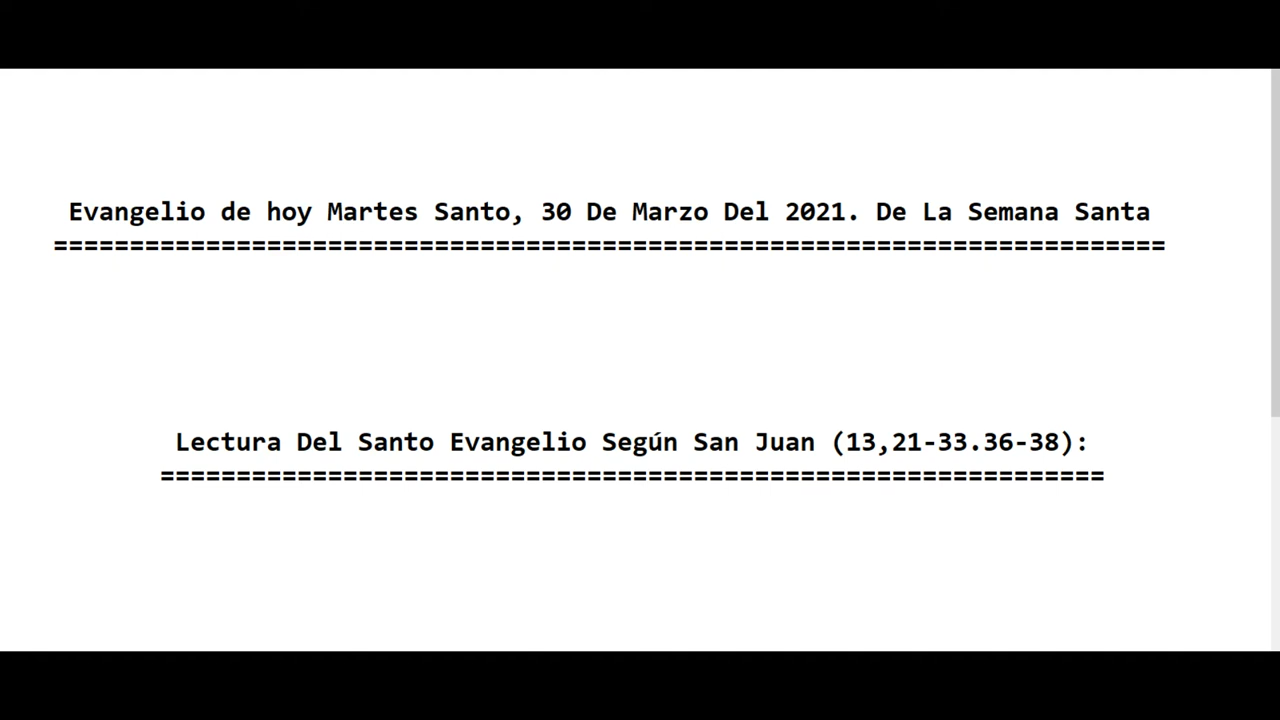 Evangelio de hoy Martes Santo, 30 De Marzo Del 2021. De La Semana Santa
=========================================================================
Lectura Del Santo Evangelio Según San Juan (13,21-33.36-38):
==============================================================